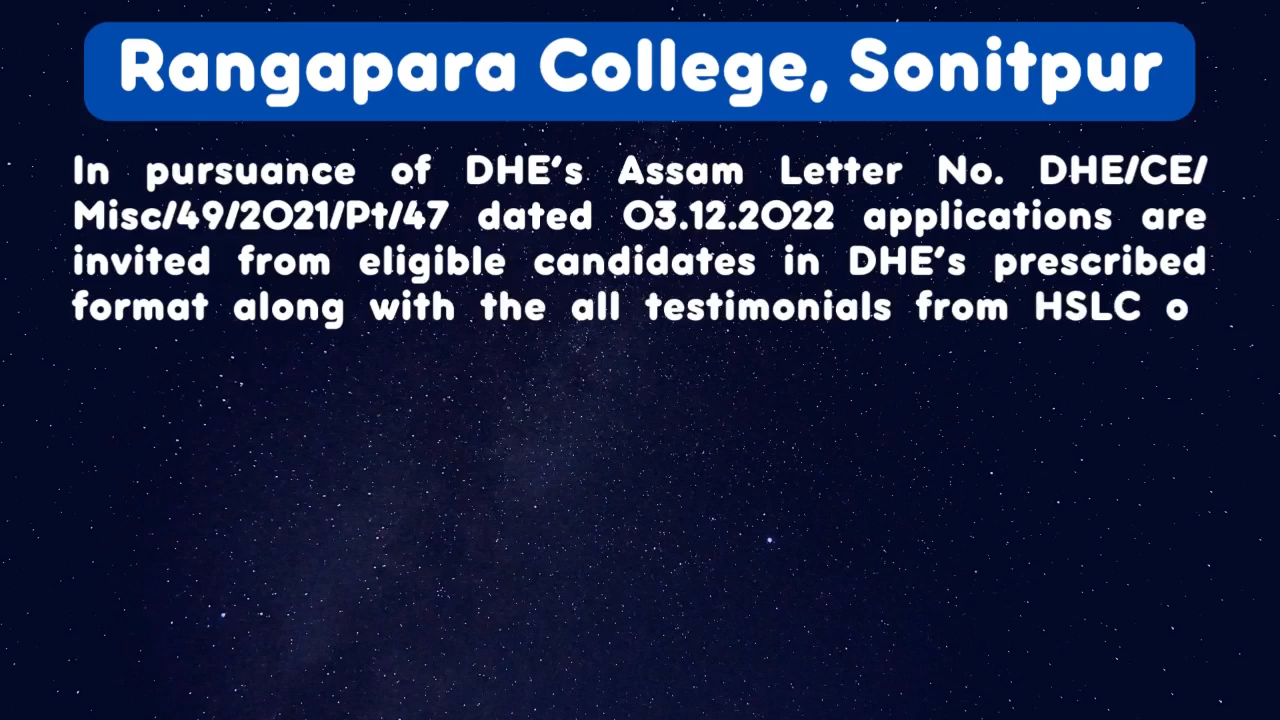 Rangapara College, Sonitpur
In pursuance of DHE's Assam Letter No. DHE/CE/
Misc/49/2021/Pt/47 dated 03.12.2022 applications are
invited from eligible candidates in DHE's prescribed
format along with the all testimonials from HSLC o